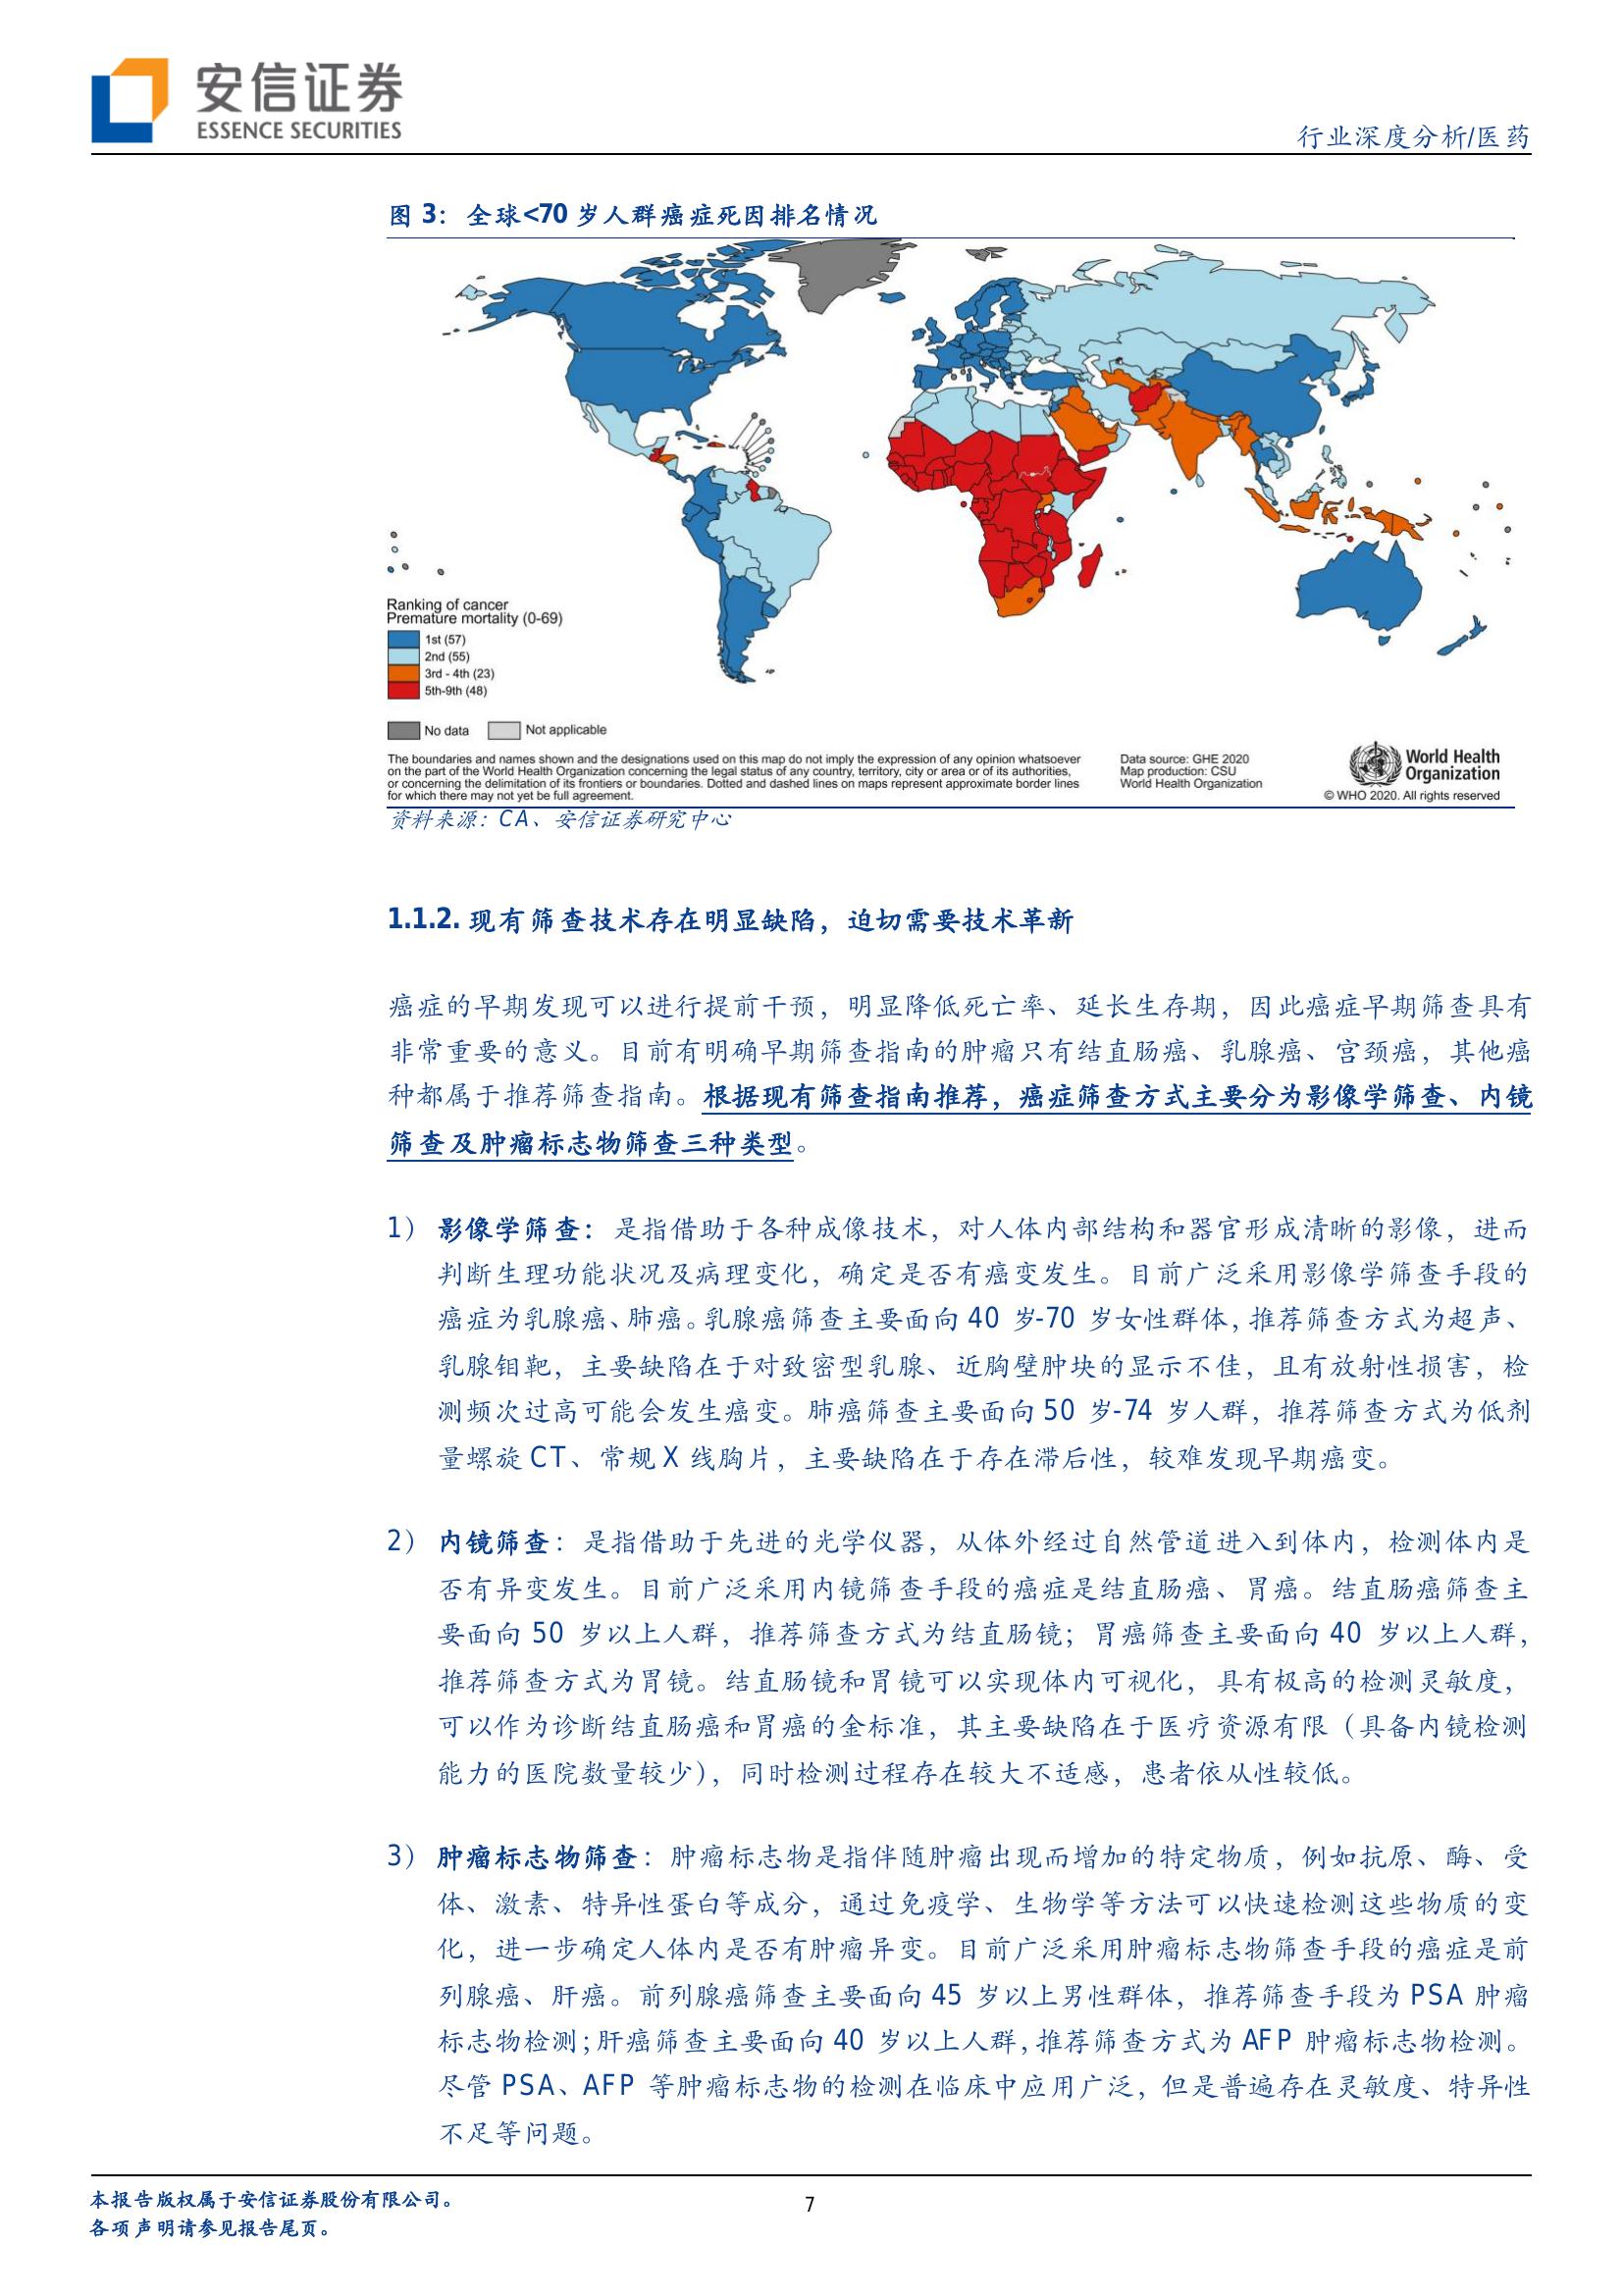 安信证券
ESSENCE SECURITIES
行业深度分析/医药
图 3：全球<70 岁人群癌症死因排名情况
Ranking of cancer
Premature mortality (0-69)
1st (57)
2nd (55)
3rd - 4th (23)
5th-9th (48)
No data
Not applicable
The boundaries and names shown and the designations used on this map do not imply the expression of any opinion whatsoever
on the part of the World Health Organization concerning the legal status of any country, territory, city or area or of its authorities,
or concerning the delimitation of its frontiers or boundaries. Dotted and dashed lines on maps represent approximate border lines
for which there may not yet be full agreement.
Data source: GHE 2020
Map production: CSU
World Health Organization
World Health
Organization
© WHO 2020. All rights reserved
资料来源：CA、安信证券研究中心
1.1.2. 现有筛查技术存在明显缺陷，迫切需要技术革新
癌症的早期发现可以进行提前干预，明显降低死亡率、延长生存期，因此癌症早期筛查具有
非常重要的意义。目前有明确早期筛查指南的肿瘤只有结直肠癌、乳腺癌、宫颈癌，其他癌
种都属于推荐筛查指南。根据现有筛查指南推荐，癌症筛查方式主要分为影像学筛查、内镜
筛查及肿瘤标志物筛查三种类型。
1） 影像学筛查：是指借助于各种成像技术，对人体内部结构和器官形成清晰的影像，进而
判断生理功能状况及病理变化，确定是否有癌变发生。目前广泛采用影像学筛查手段的
癌症为乳腺癌、肺癌。乳腺癌筛查主要面向 40 岁-70 岁女性群体，推荐筛查方式为超声、
乳腺钼靶，主要缺陷在于对致密型乳腺、近胸壁肿块的显示不佳，且有放射性损害，检
测频次过高可能会发生癌变。肺癌筛查主要面向 50 岁-74 岁人群，推荐筛查方式为低剂
量螺旋 CT、常规 X 线胸片，主要缺陷在于存在滞后性，较难发现早期癌变。
2） 内镜筛查：是指借助于先进的光学仪器，从体外经过自然管道进入到体内，检测体内是
否有异变发生。目前广泛采用内镜筛查手段的癌症是结直肠癌、胃癌。结直肠癌筛查主
要面向 50 岁以上人群，推荐筛查方式为结直肠镜；胃癌筛查主要面向 40 岁以上人群，
推荐筛查方式为胃镜。结直肠镜和胃镜可以实现体内可视化，具有极高的检测灵敏度，
可以作为诊断结直肠癌和胃癌的金标准，其主要缺陷在于医疗资源有限（具备内镜检测
能力的医院数量较少），同时检测过程存在较大不适感，患者依从性较低。
3） 肿瘤标志物筛查：肿瘤标志物是指伴随肿瘤出现而增加的特定物质，例如抗原、酶、受
体、激素、特异性蛋白等成分，通过免疫学、生物学等方法可以快速检测这些物质的变
化，进一步确定人体内是否有肿瘤异变。目前广泛采用肿瘤标志物筛查手段的癌症是前
列腺癌、肝癌。前列腺癌筛查主要面向 45 岁以上男性群体，推荐筛查手段为 PSA 肿瘤
标志物检测；肝癌筛查主要面向 40 岁以上人群，推荐筛查方式为 AFP 肿瘤标志物检测。
尽管 PSA、AFP 等肿瘤标志物的检测在临床中应用广泛，但是普遍存在灵敏度、特异性
不足等问题。
本报告版权属于安信证券股份有限公司。
各项声明请参见报告尾页。
7